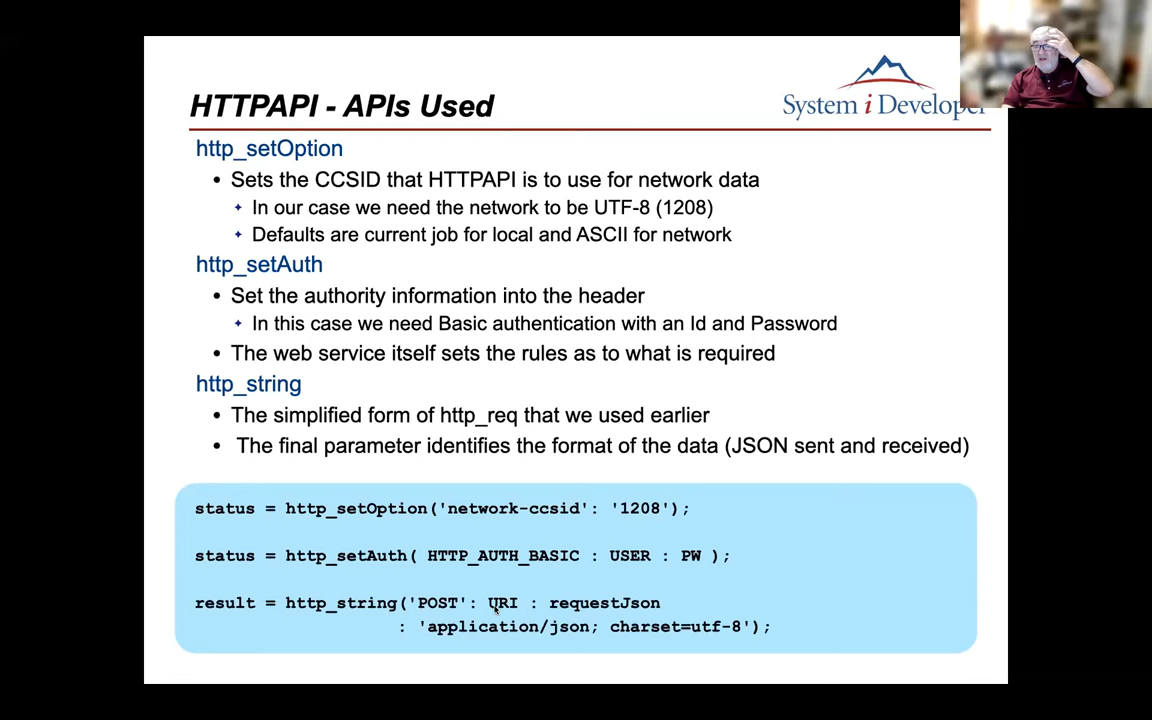 HTTPAPI - APIs Used
System i Developer
http_setOption
• Sets the CCSID that HTTPAPI is to use for network data
In our case we need the network to be UTF-8 (1208)
Defaults are current job for local and ASCII for network
http_setAuth
• Set the authority information into the header
In this case we need Basic authentication with an Id and Password
• The web service itself sets the rules as to what is required
http_string
• The simplified form of http_req that we used earlier
• The final parameter identifies the format of the data (JSON sent and received)
status = http_setOption('network-ccsid': '1208');
status = http_setAuth( HTTP_AUTH_BASIC : USER : PW );
result = http_string('POST': URI : requestJson
: 'application/json; charset=utf-8');